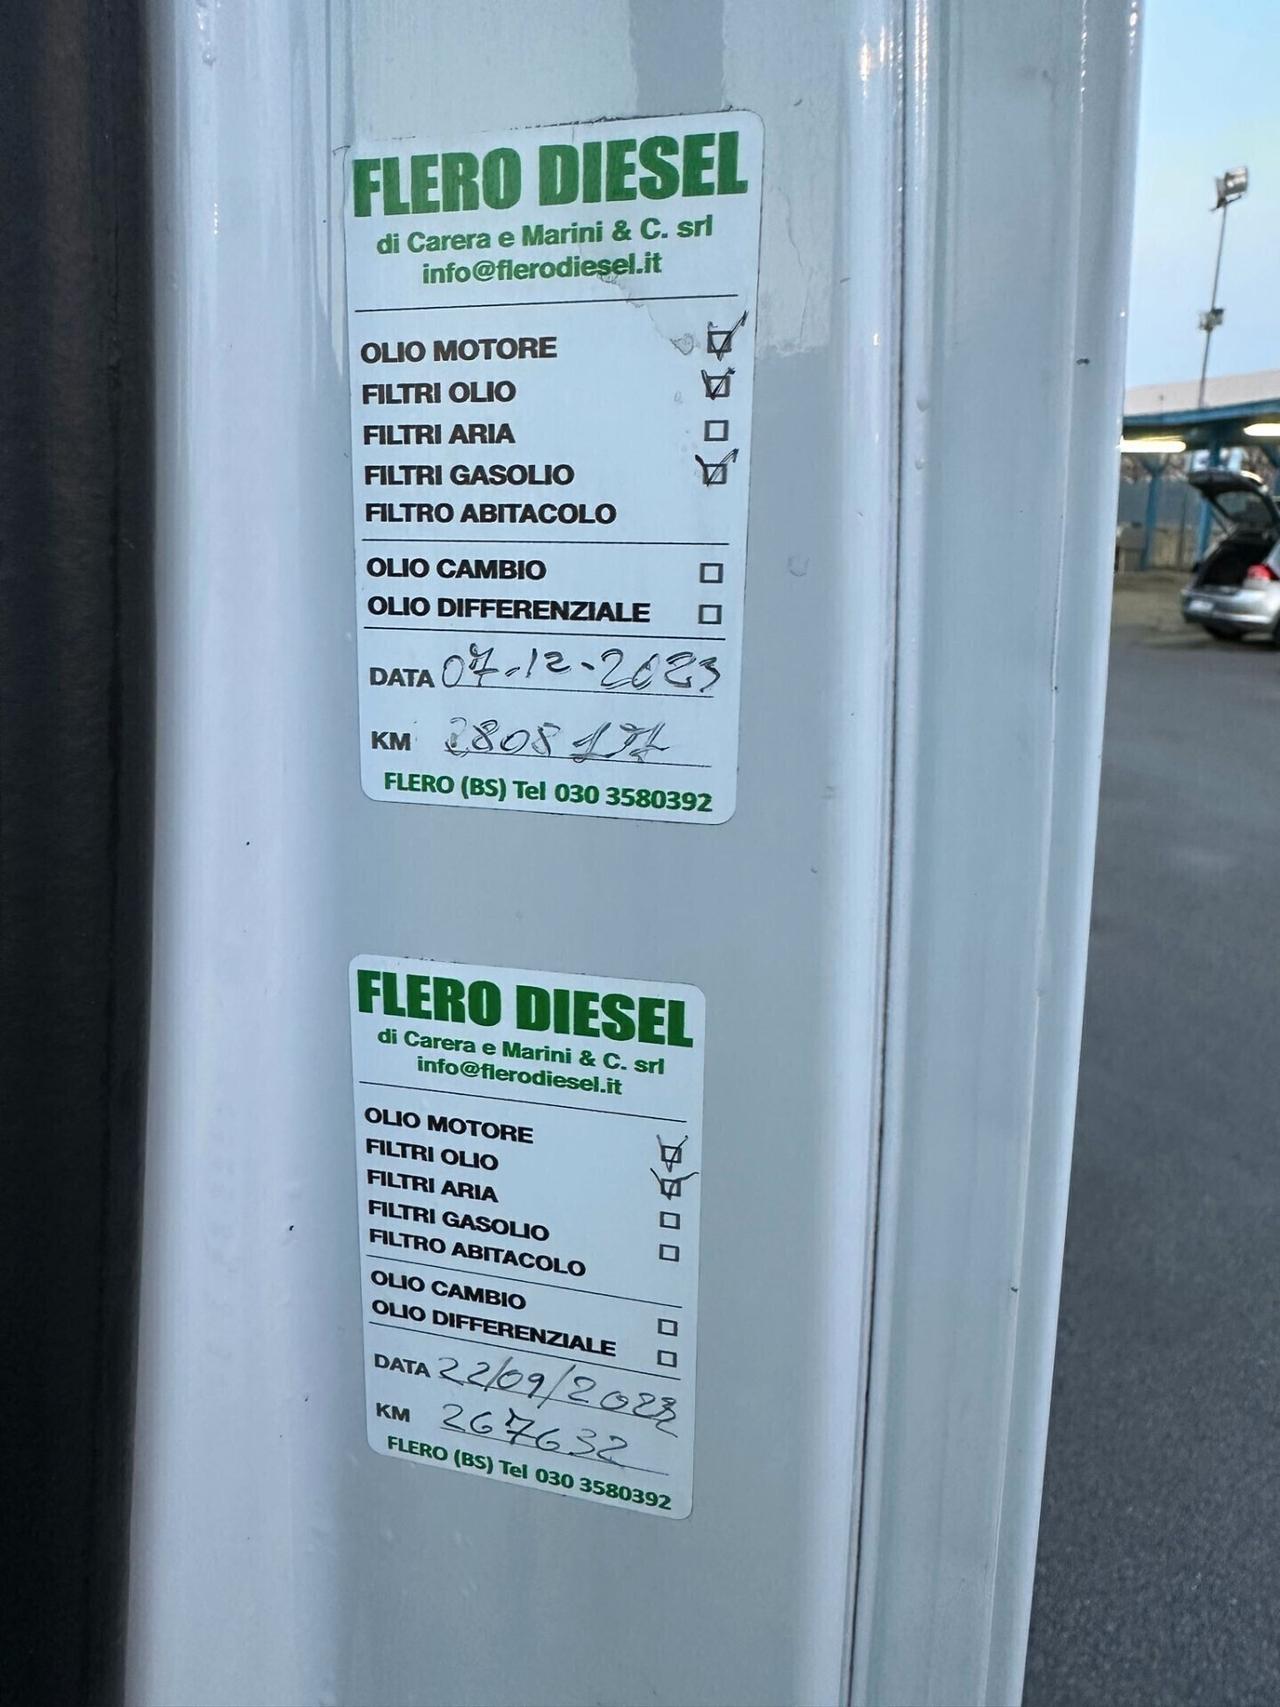 FLERO DIESEL
di Carera e Marini & C. srl
info@flerodiesel.it
OLIO MOTORE
FILTRI OLIO
FILTRI ARIA
FILTRI GASOLIO
FILTRO ABITACOLO
OLIO CAMBIO
OLIO DIFFERENZIALE
DATA 07-12-2023
KM
FLERO (BS) Tel 030 3580392
FLERO DIESEL
di Carera e Marini & C. srl
info@flerodiesel.it
OLIO MOTORE
FILTRI OLIO
FILTRI ARIA
FILTRI GASOLIO
FILTRO ABITACOLO
OLIO CAMBIO
OLIO DIFFERENZIALE
DATA 22/09/2023
KM 267632
FLERO (BS) Tel 030 3580392